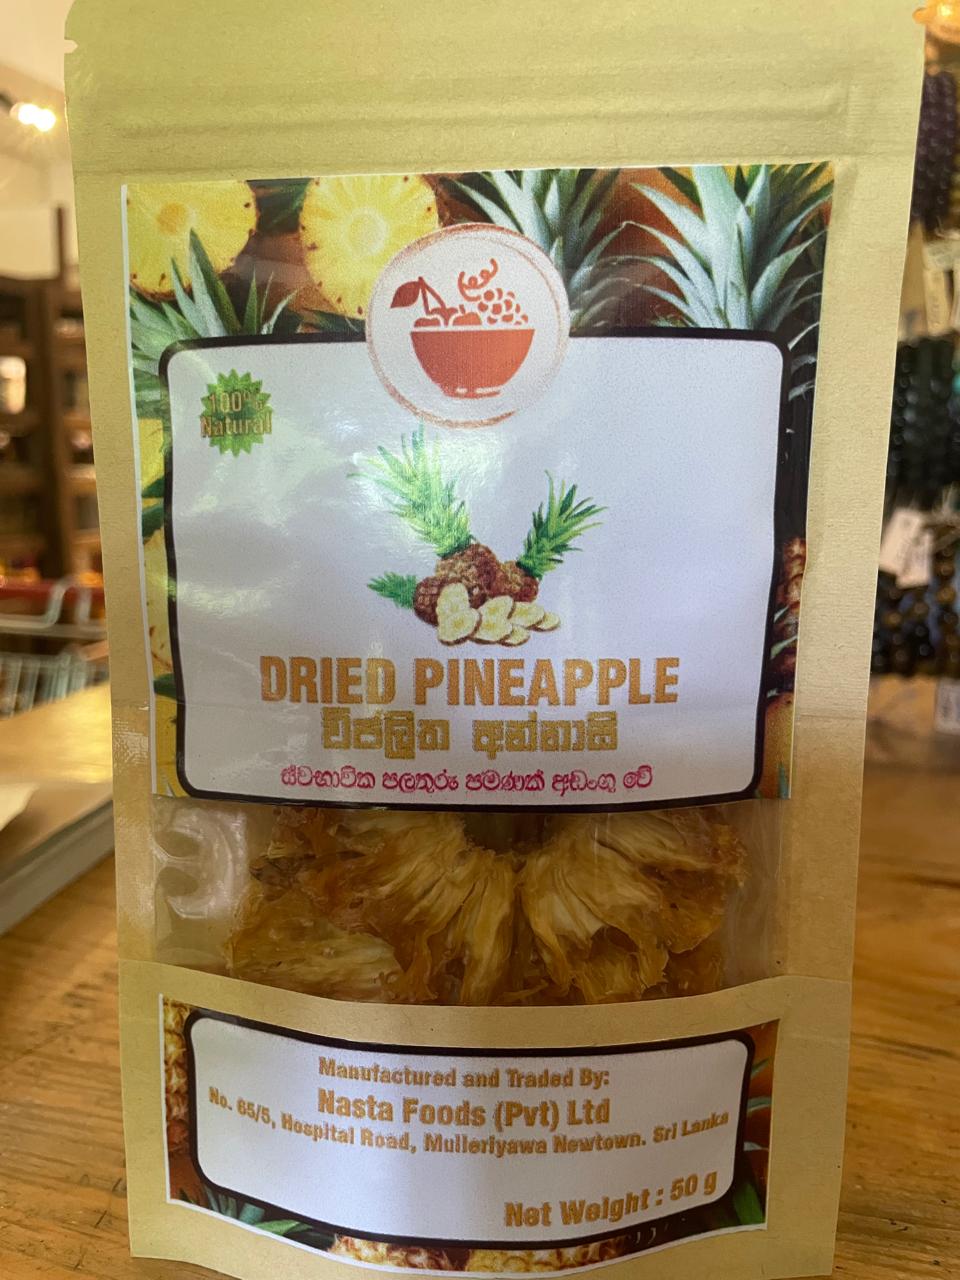 100%
Natural
DRIED PINEAPPLE
විජලිත අන්නාසි
ස්වභාවික පලතුරු පමණක් අඩංගු වේ
Manufactured and Traded By:
Nasta Foods (Pvt) Ltd
No. 65/5, Hospital Road, Mulleriyawa Newtown. Sri Lanka
Net Weight : 50 g